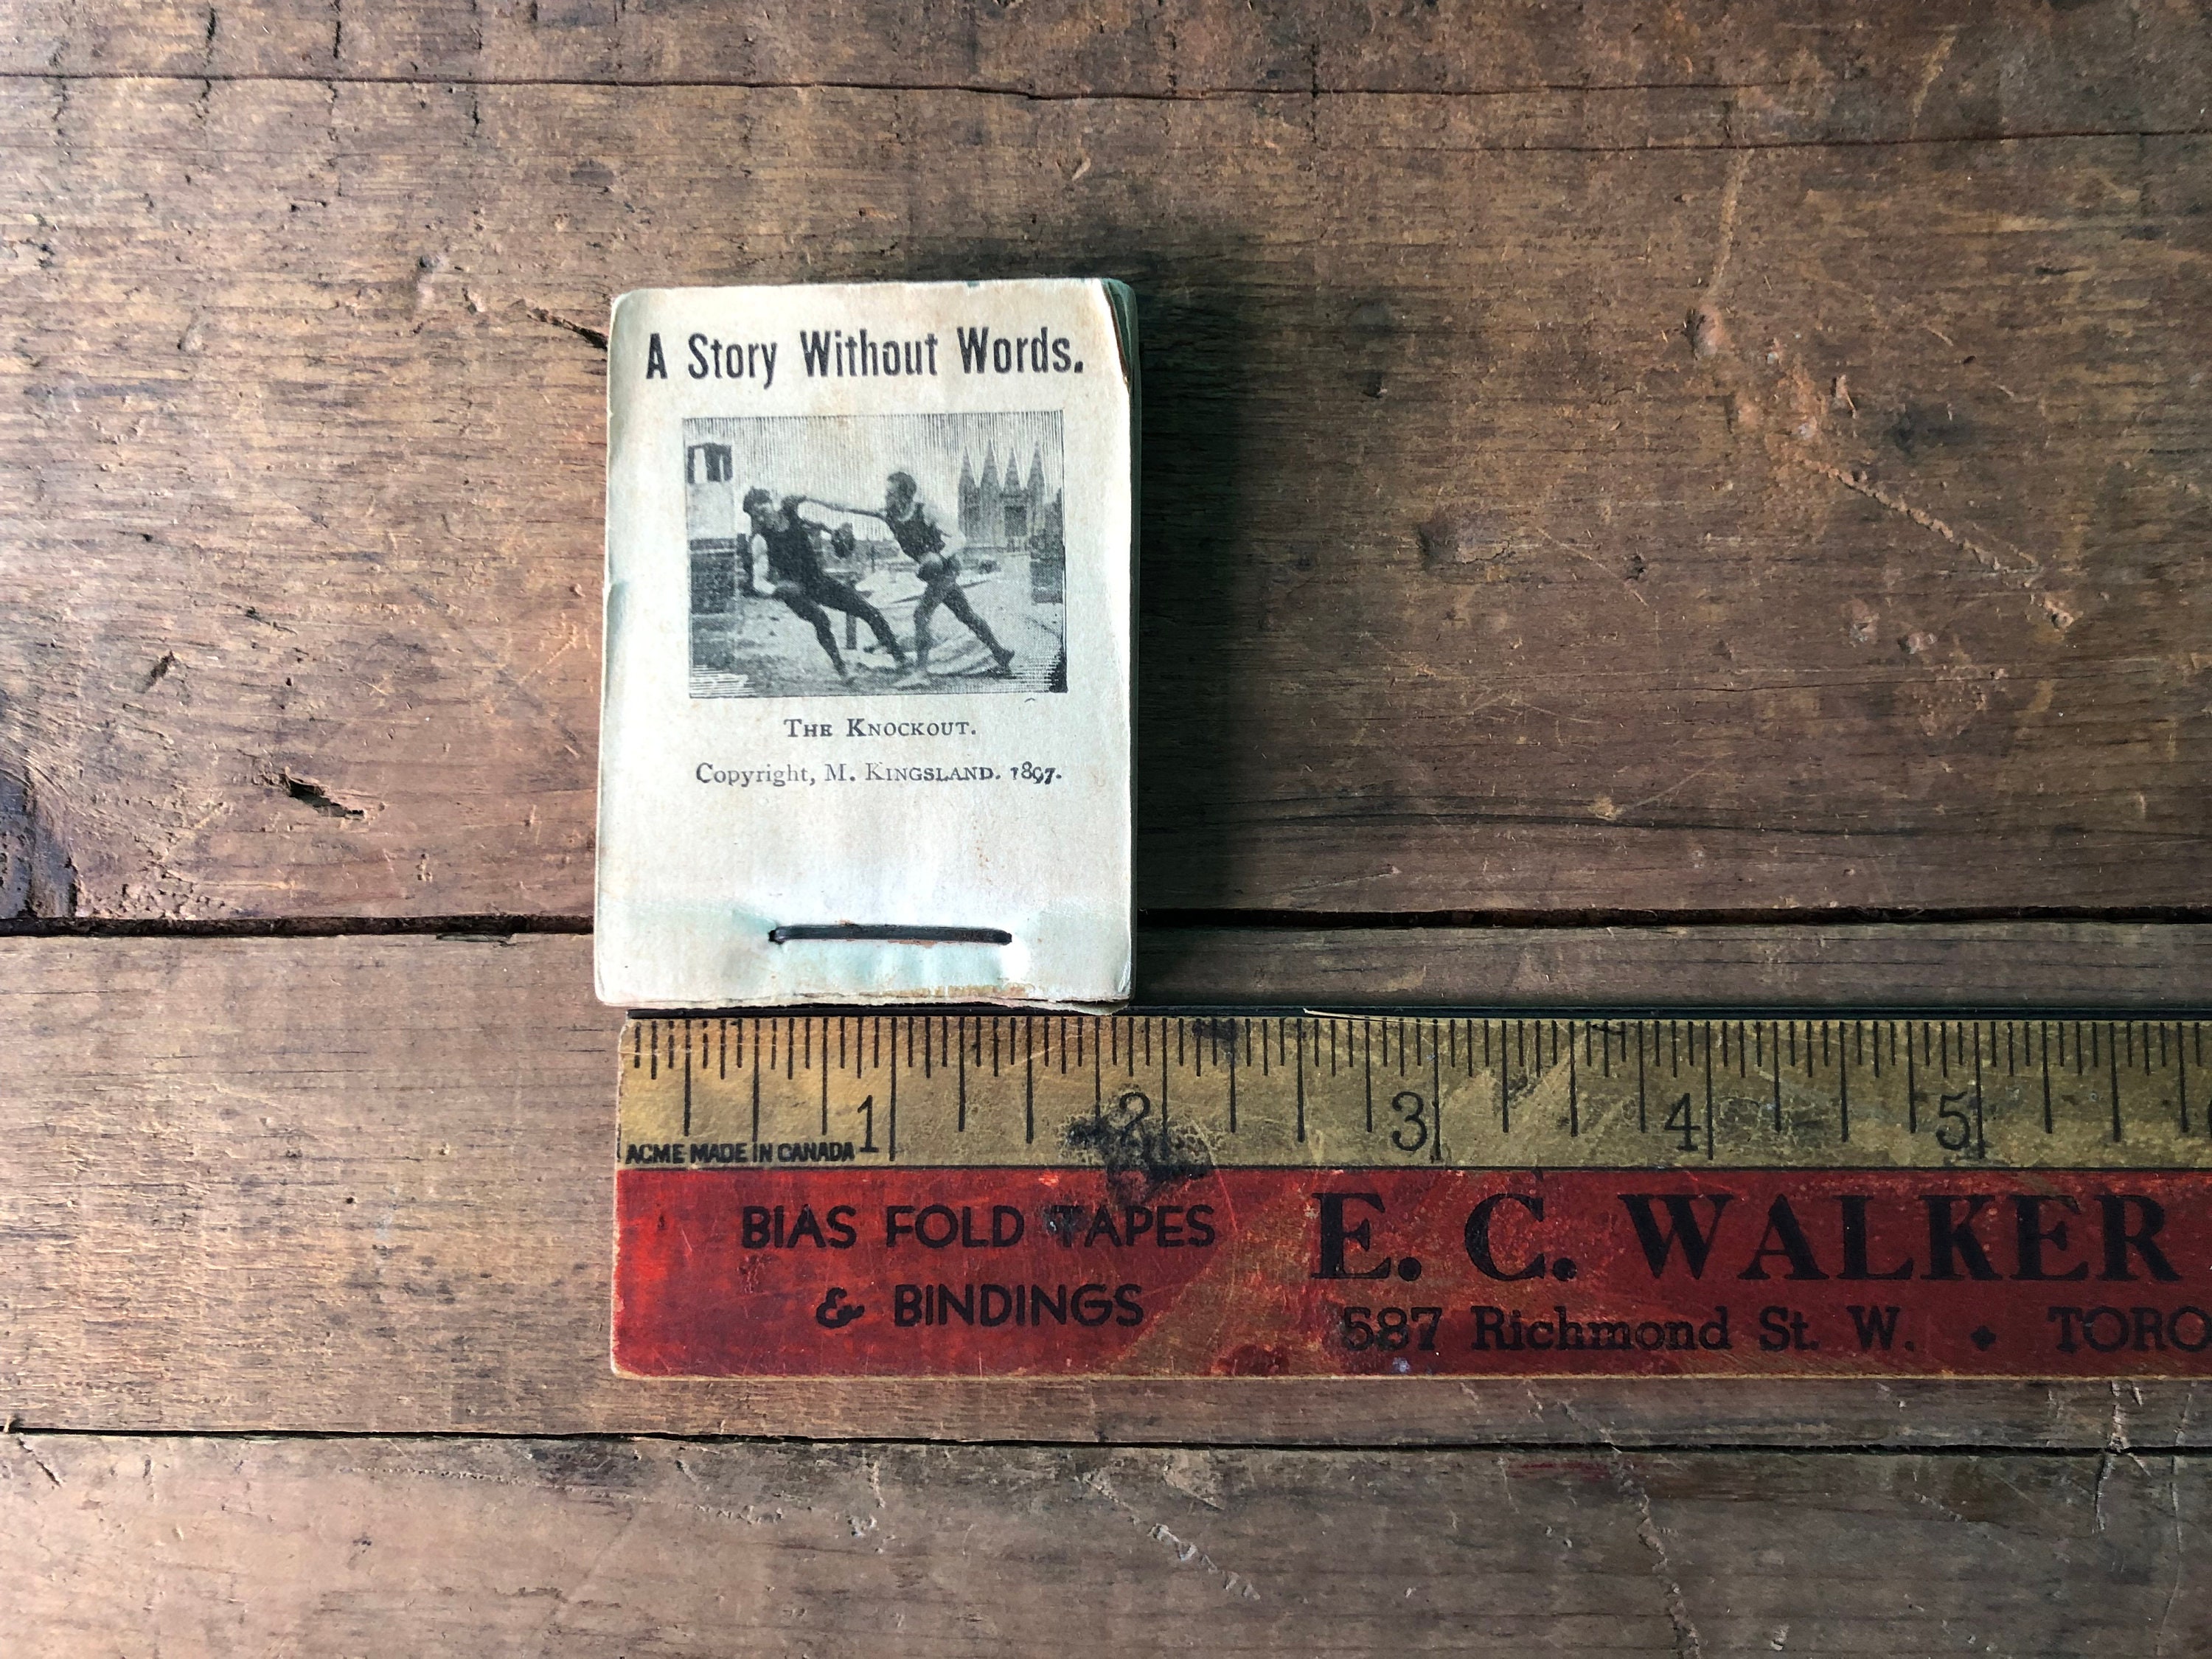 A Story Without Words.
THE KNOCKOUT.
Copyright, M. KINGSLAND. 1897.
1 2 3 4 5
ACME MADE IN CANADA
BIAS FOLD TAPES
& BINDINGS
E. C. WALKER
587 Richmond St. W. • TORO